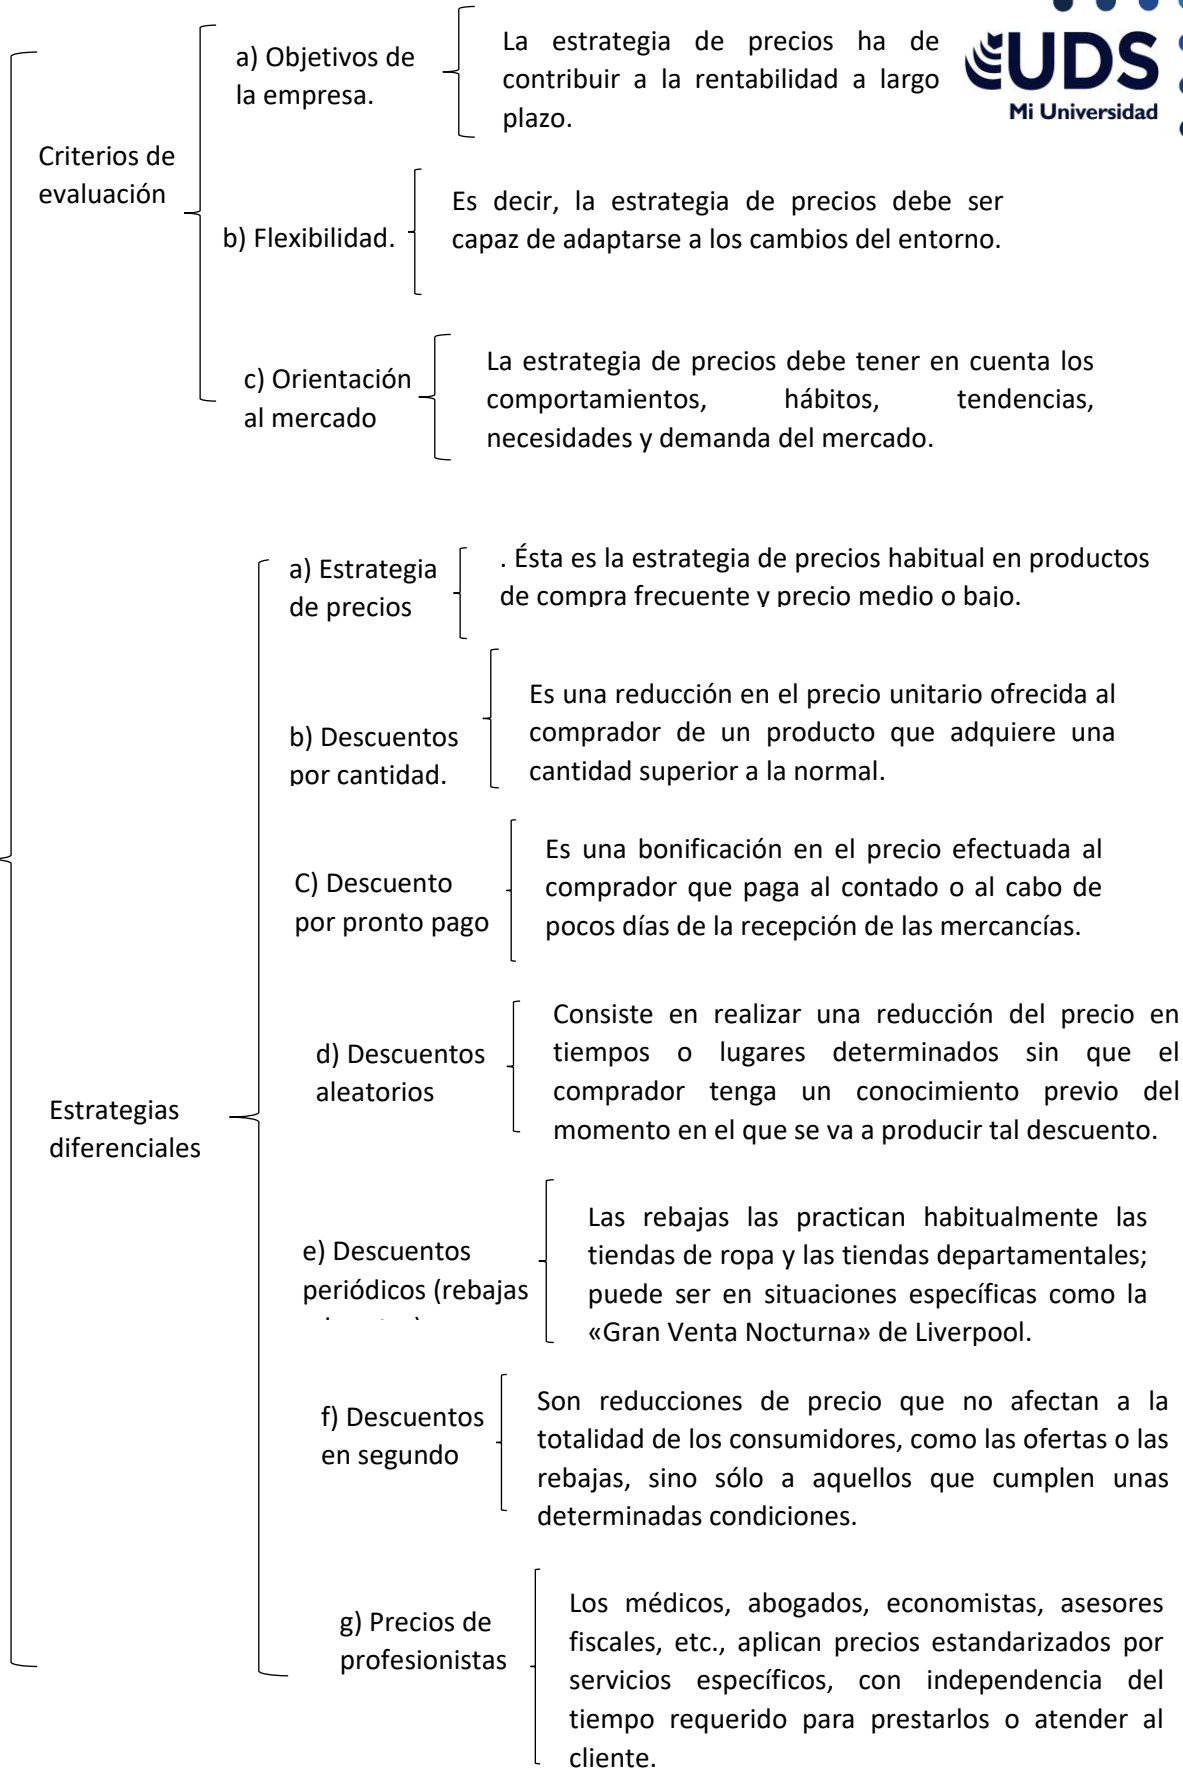 UDS
Mi Universidad
Criterios de
evaluación
a) Objetivos de
la empresa.
La estrategia de precios ha de
contribuir a la rentabilidad a largo
plazo.
b) Flexibilidad.
Es decir, la estrategia de precios debe ser
capaz de adaptarse a los cambios del entorno.
c) Orientación
al mercado
La estrategia de precios debe tener en cuenta los
comportamientos, hábitos, tendencias,
necesidades y demanda del mercado.
Estrategias
diferenciales
a) Estrategia
de precios
. Ésta es la estrategia de precios habitual en productos
de compra frecuente y precio medio o bajo.
b) Descuentos
por cantidad.
Es una reducción en el precio unitario ofrecida al
comprador de un producto que adquiere una
cantidad superior a la normal.
C) Descuento
por pronto pago
Es una bonificación en el precio efectuada al
comprador que paga al contado o al cabo de
pocos días de la recepción de las mercancías.
d) Descuentos
aleatorios
Consiste en realizar una reducción del precio en
tiempos o lugares determinados sin que el
comprador tenga un conocimiento previo del
momento en el que se va a producir tal descuento.
e) Descuentos
periódicos (rebajas
Las rebajas las practican habitualmente las
tiendas de ropa y las tiendas departamentales;
puede ser en situaciones específicas como la
«Gran Venta Nocturna» de Liverpool.
f) Descuentos
en segundo
Son reducciones de precio que no afectan a la
totalidad de los consumidores, como las ofertas o las
rebajas, sino sólo a aquellos que cumplen unas
determinadas condiciones.
g) Precios de
profesionistas
Los médicos, abogados, economistas, asesores
fiscales, etc., aplican precios estandarizados por
servicios específicos, con independencia del
tiempo requerido para prestarlos o atender al
cliente.